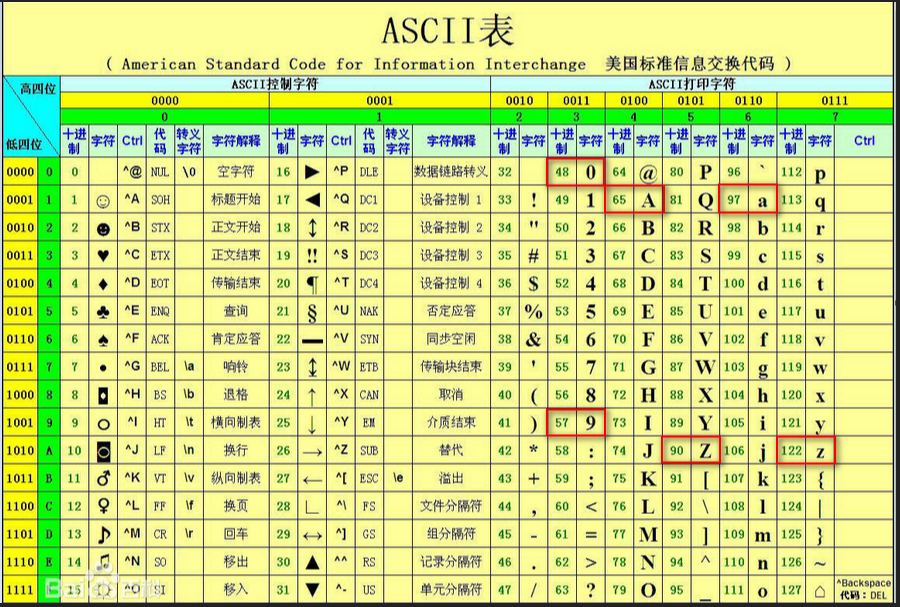 ASCII表
( American Standard Code for Information Interchange 美国标准信息交换代码 )
高四位 ASCII控制字符 ASCII打印字符
0000 0001 0010 0011 0100 0101 0110 0111
0 1 2 3 4 5 6 7
低四位 十进制 字符 Ctrl 代码 转义字符 字符解释 十进制 字符 Ctrl 代码 转义字符 字符解释 十进制 字符 十进制 字符 十进制 字符 十进制 字符 十进制 字符 十进制 字符 Ctrl
0000 0 0 ^@ NUL \0 空字符 16 ► ^P DLE 数据链路转义 32 48 0 64 @ 80 P 96 ` 112 p
0001 1 1 ☺ ^A SOH 标题开始 17 ◄ ^Q DC1 设备控制 1 33 ! 49 1 65 A 81 Q 97 a 113 q
0010 2 2 ☻ ^B STX 正文开始 18 ↕ ^R DC2 设备控制 2 34 " 50 2 66 B 82 R 98 b 114 r
0011 3 3 ♥ ^C ETX 正文结束 19 ‼ ^S DC3 设备控制 3 35 # 51 3 67 C 83 S 99 c 115 s
0100 4 4 ♦ ^D EOT 传输结束 20 ¶ ^T DC4 设备控制 4 36 $ 52 4 68 D 84 T 100 d 116 t
0101 5 5 ♣ ^E ENQ 查询 21 § ^U NAK 否定应答 37 % 53 5 69 E 85 U 101 e 117 u
0110 6 6 ♠ ^F ACK 肯定应答 22 ▬ ^V SYN 同步空闲 38 & 54 6 70 F 86 V 102 f 118 v
0111 7 7 • ^G BEL \a 响铃 23 ↨ ^W ETB 传输块结束 39 ' 55 7 71 G 87 W 103 g 119 w
1000 8 8 ◘ ^H BS \b 退格 24 ↑ ^X CAN 取消 40 ( 56 8 72 H 88 X 104 h 120 x
1001 9 9 ○ ^I HT \t 横向制表 25 ↓ ^Y EM 介质结束 41 ) 57 9 73 I 89 Y 105 i 121 y
1010 A 10 ◙ ^J LF \n 换行 26 → ^Z SUB 替代 42 * 58 : 74 J 90 Z 106 j 122 z
1011 B 11 ♂ ^K VT \v 纵向制表 27 ← ^[ ESC \e 溢出 43 + 59 ; 75 K 91 [ 107 k 123 {
1100 C 12 ♀ ^L FF \f 换页 28 ∟ ^\ FS 文件分隔符 44 , 60 < 76 L 92 \ 108 l 124 |
1101 D 13 ♪ ^M CR \r 回车 29 ↔ ^] GS 组分隔符 45 - 61 = 77 M 93 ] 109 m 125 }
1110 E 14 ♫ ^N SO 移出 30 ▲ ^^ RS 记录分隔符 46 . 62 > 78 N 94 ^ 110 n 126 ~
1111 15 ^O SI 移入 31 ▼ ^- US 单元分隔符 47 / 63 ? 79 O 95 _ 111 o 127 ⌂ ^Backspace 代码：DEL
Baidu百科